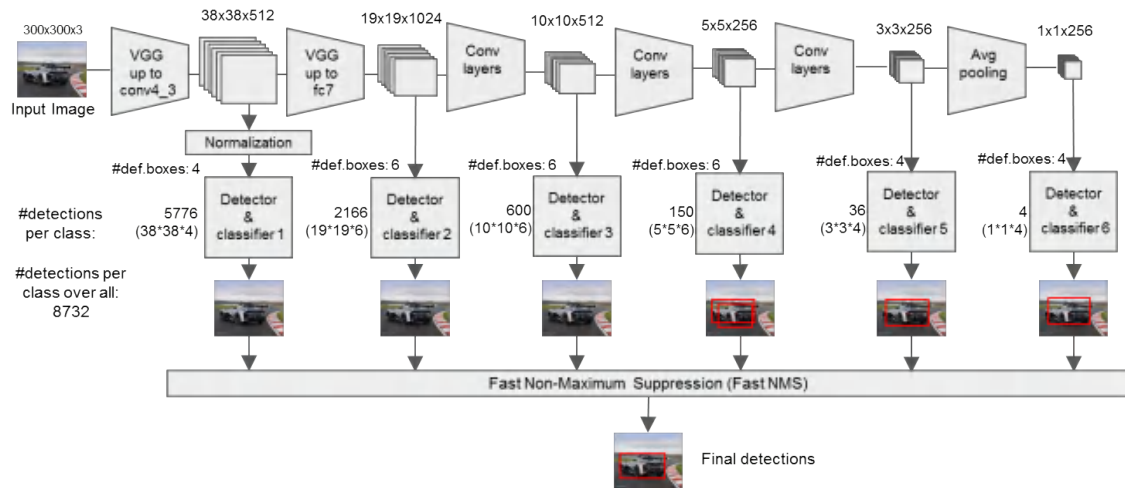 38x38x512
19x19x1024
10x10x512
5x5x256
3x3x256
1x1x256
300x300x3
VGG
up to
conv4_3
VGG
up to
fc7
Conv
layers
Conv
layers
Conv
layers
Avg
pooling
Input Image
Normalization
#def.boxes: 4
#def.boxes: 6
#def.boxes: 6
#def.boxes: 6
#def.boxes: 4
#def.boxes: 4
#detections
per class:
5776
(38*38*4)
Detector
&
classifier 1
2166
(19*19*6)
Detector
&
classifier 2
600
(10*10*6)
Detector
&
classifier 3
150
(5*5*6)
Detector
&
classifier 4
36
(3*3*4)
Detector
&
classifier 5
4
(1*1*4)
Detector
&
classifier 6
#detections per
class over all:
8732
Fast Non-Maximum Suppression (Fast NMS)
Final detections